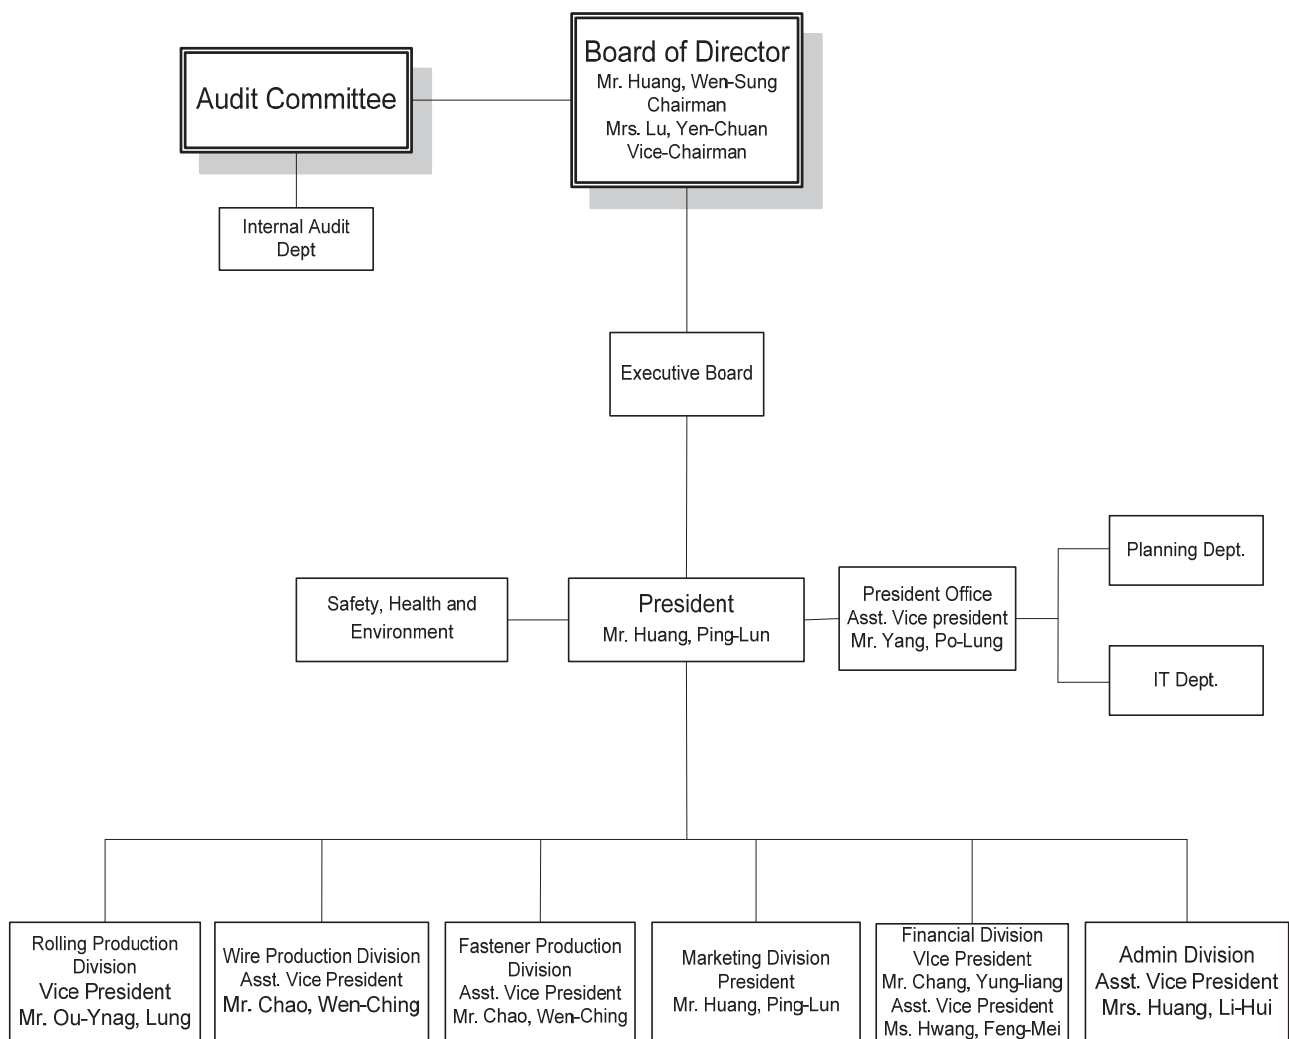 Board of Director
Mr. Huang, Wen-Sung
Chairman
Mrs. Lu, Yen-Chuan
Vice-Chairman
Audit Committee
Internal Audit
Dept
Executive Board
Safety, Health and
Environment
President
Mr. Huang, Ping-Lun
President Office
Asst. Vice president
Mr. Yang, Po-Lung
Planning Dept.
IT Dept.
Rolling Production
Division
Vice President
Mr. Ou-Ynag, Lung
Wire Production Division
Asst. Vice President
Mr. Chao, Wen-Ching
Fastener Production
Division
Asst. Vice President
Mr. Chao, Wen-Ching
Marketing Division
President
Mr. Huang, Ping-Lun
Financial Division
VIce President
Mr. Chang, Yung-liang
Asst. Vice President
Ms. Hwang, Feng-Mei
Admin Division
Asst. Vice President
Mrs. Huang, Li-Hui